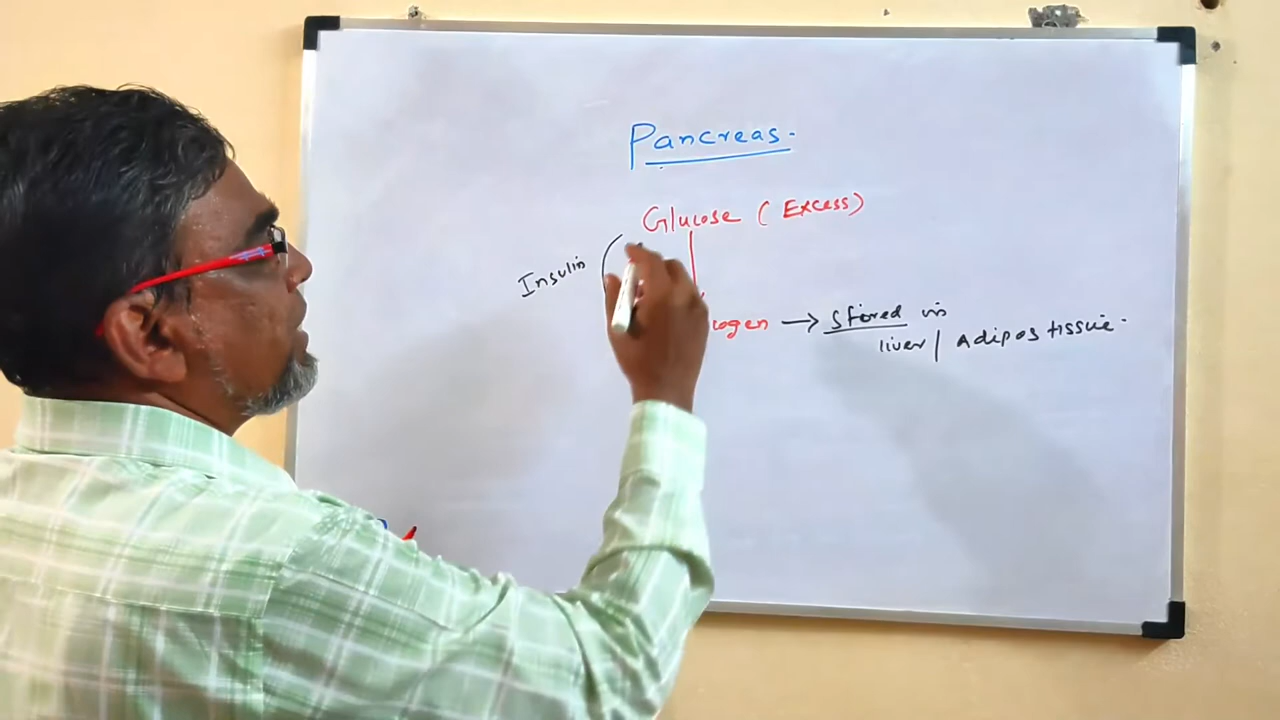 Pancreas.
Glucose (Excess)
Insulin
ogen → stored in
liver / Adipos tissue.